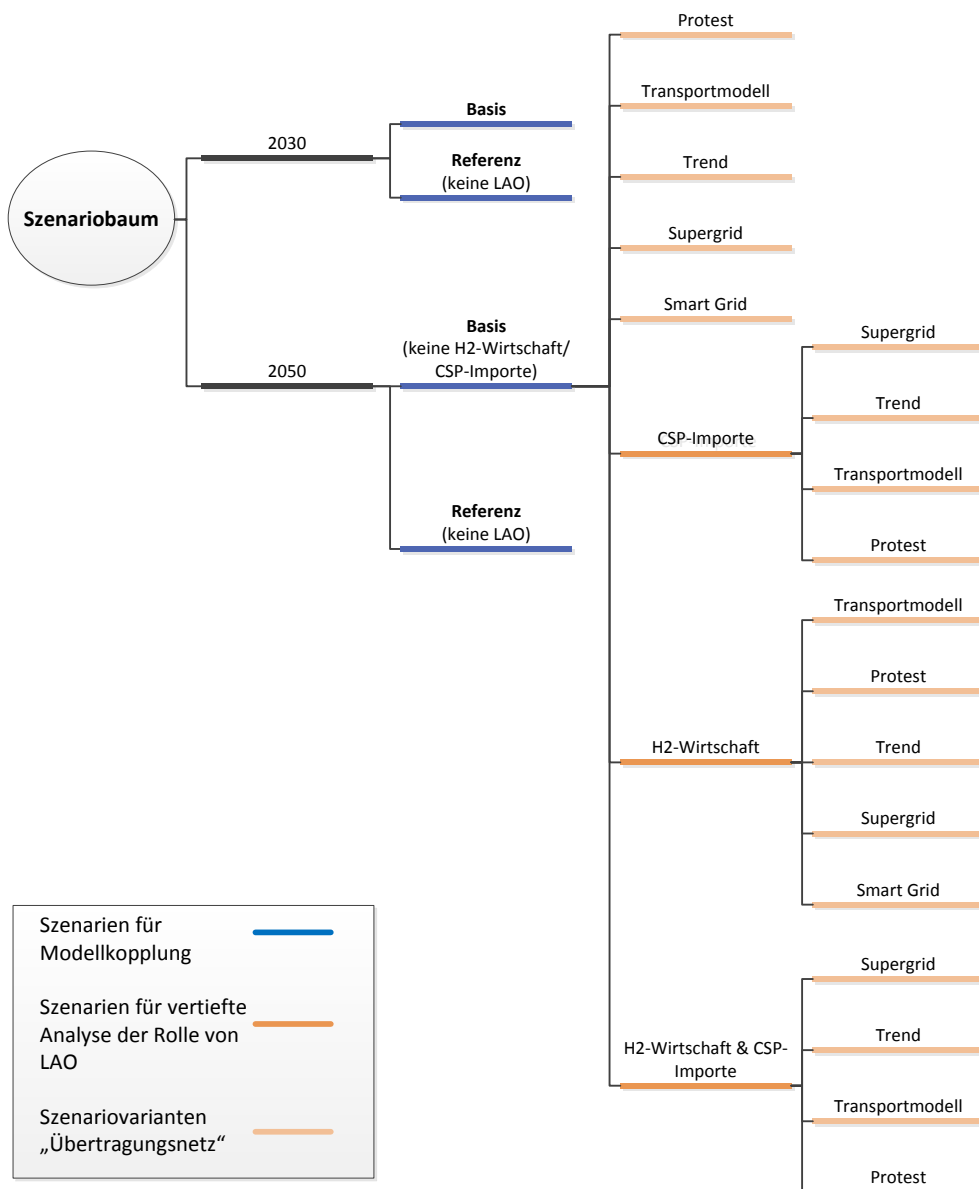 Szenariobaum
2030
Basis
Referenz
(keine LAO)
2050
Basis
(keine H2-Wirtschaft/
CSP-Importe)
Referenz
(keine LAO)
Protest
Transportmodell
Trend
Supergrid
Smart Grid
CSP-Importe
Supergrid
Trend
Transportmodell
Protest
H2-Wirtschaft
Transportmodell
Protest
Trend
Supergrid
Smart Grid
H2-Wirtschaft & CSP-
Importe
Supergrid
Trend
Transportmodell
Protest
Szenarien für
Modellkopplung
Szenarien für vertiefte
Analyse der Rolle von
LAO
Szenariovarianten
„Übertragungsnetz“